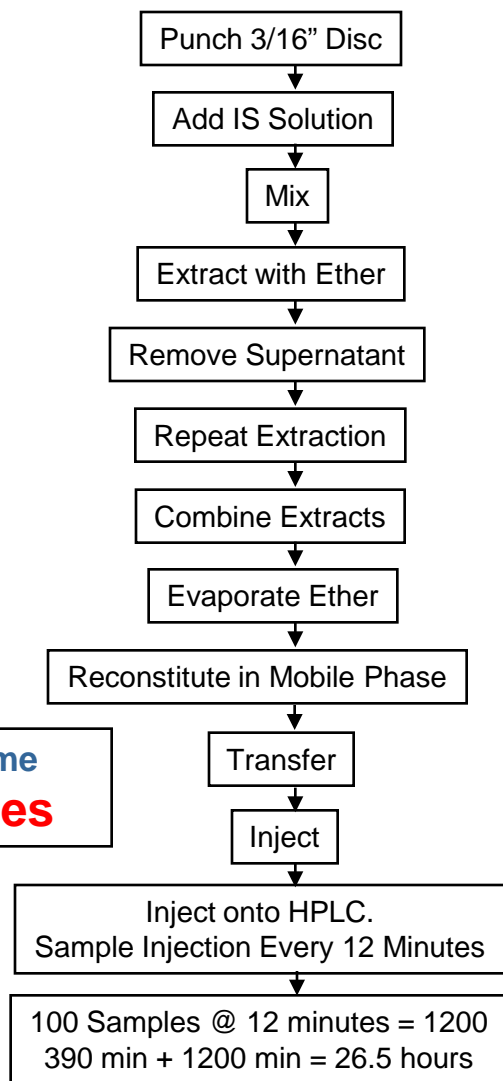 Punch 3/16” Disc
Add IS Solution
Mix
Extract with Ether
Remove Supernatant
Repeat Extraction
Combine Extracts
Evaporate Ether
Reconstitute in Mobile Phase
Transfer
Inject
Inject onto HPLC.
Sample Injection Every 12 Minutes
100 Samples @ 12 minutes = 1200
390 min + 1200 min = 26.5 hours